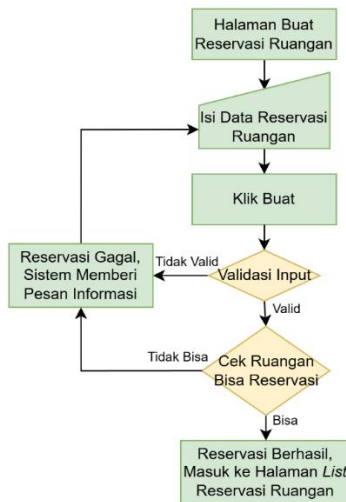 Halaman Buat
Reservasi Ruangan
Isi Data Reservasi
Ruangan
Klik Buat
Validasi Input
Tidak Valid
Reservasi Gagal,
Sistem Memberi
Pesan Informasi
Valid
Cek Ruangan
Bisa Reservasi
Tidak Bisa
Bisa
Reservasi Berhasil,
Masuk ke Halaman List
Reservasi Ruangan